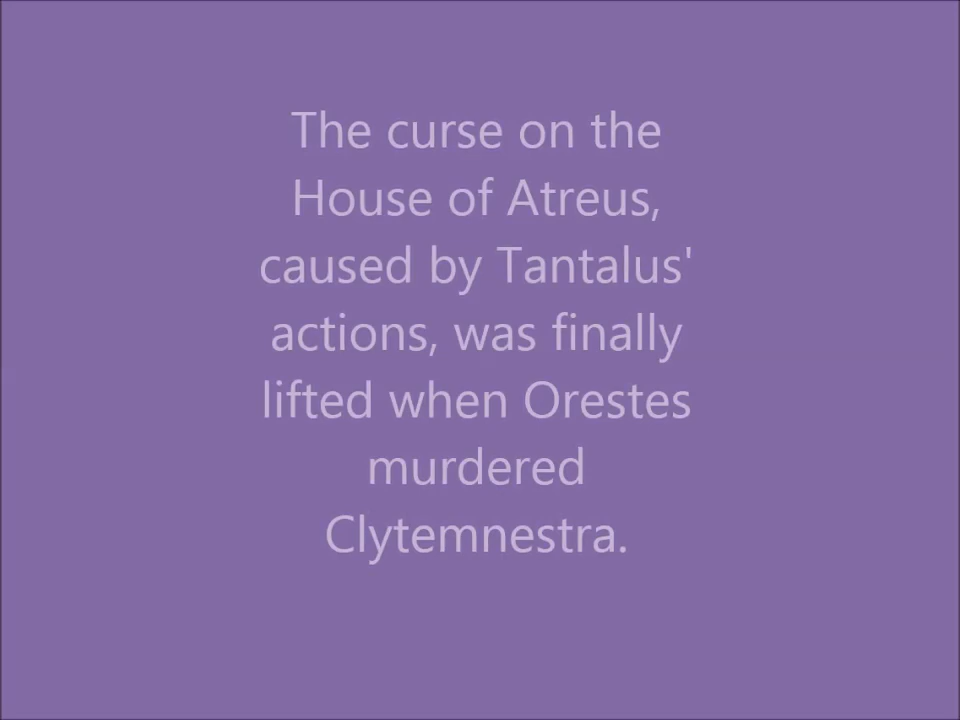 The curse on the
House of Atreus,
caused by Tantalus'
actions, was finally
lifted when Orestes
murdered
Clytemnestra.